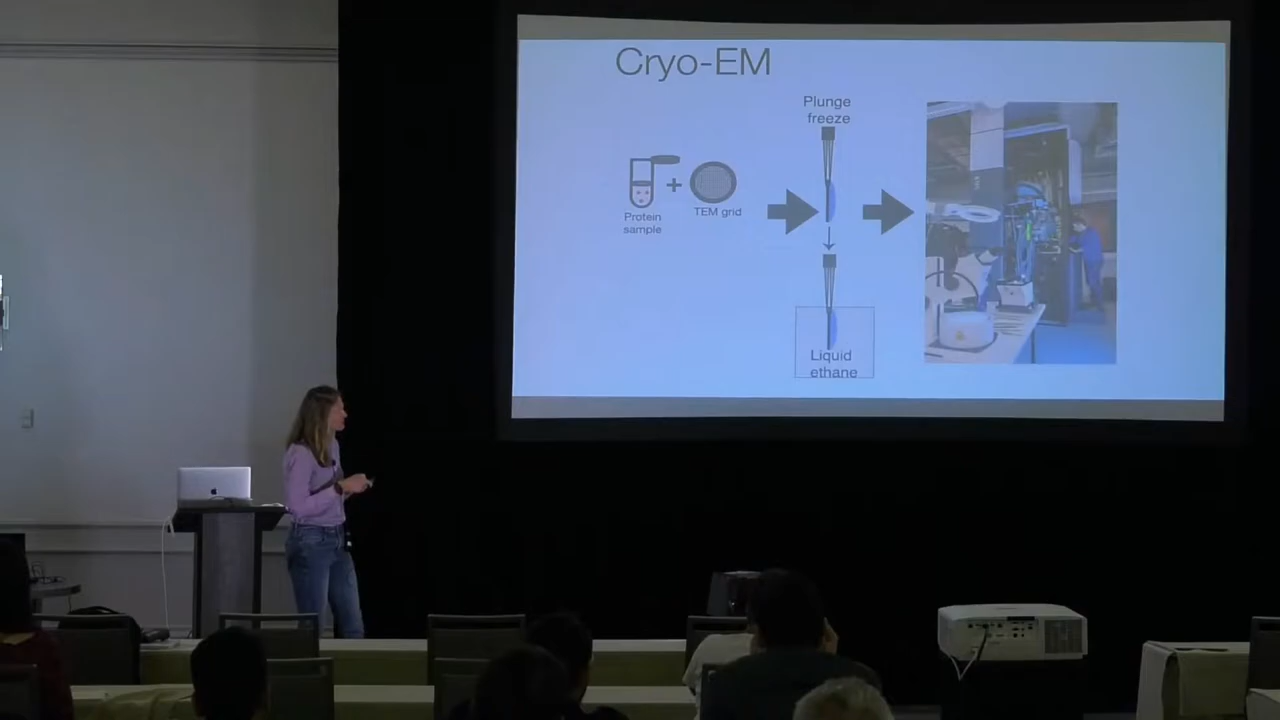 Cryo-EM
Plunge
freeze
Protein
sample
+
TEM grid
Liquid
ethane